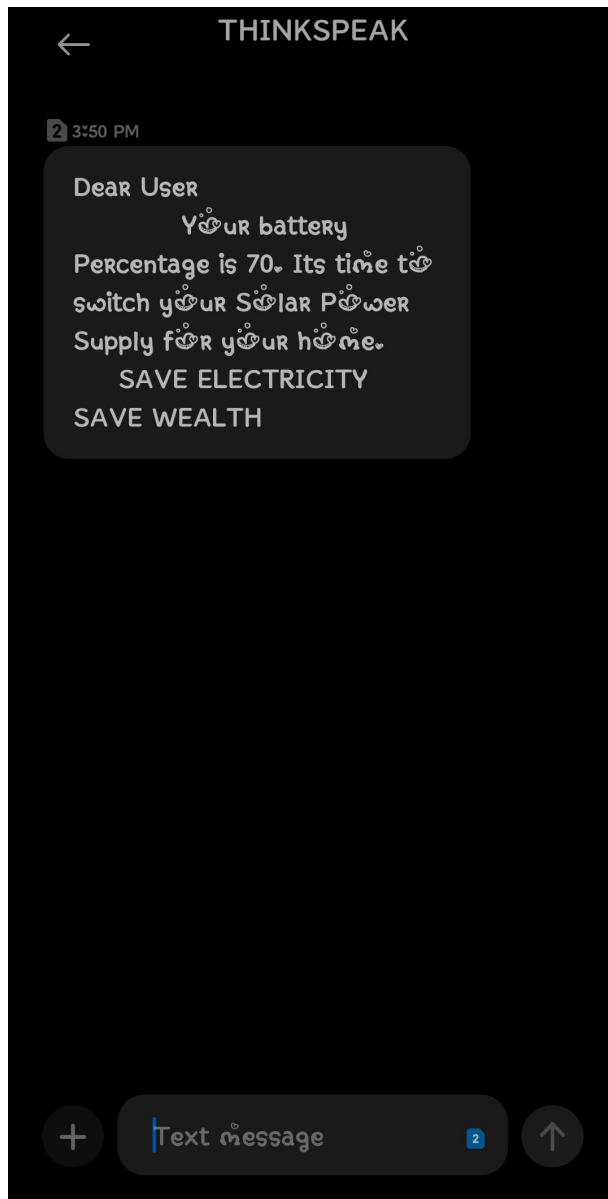 THINKSPEAK
2 3:50 PM
Dear User
Your battery
Percentage is 70. Its time to
switch your Solar Power
Supply for your home.
SAVE ELECTRICITY
SAVE WEALTH
Text message
2